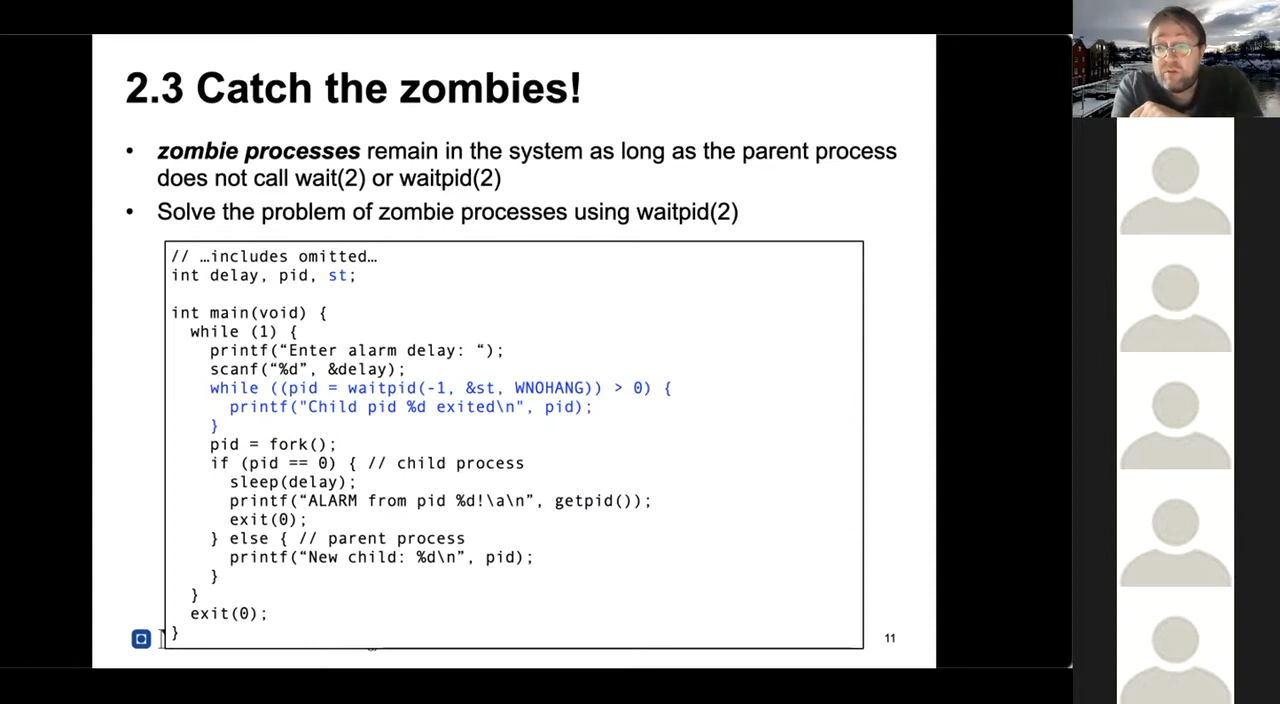 2.3 Catch the zombies!
• zombie processes remain in the system as long as the parent process
does not call wait(2) or waitpid(2)
• Solve the problem of zombie processes using waitpid(2)
// …includes omitted…
int delay, pid, st;
int main(void) {
while (1) {
printf(“Enter alarm delay: “);
scanf(“%d”, &delay);
while ((pid = waitpid(-1, &st, WNOHANG)) > 0) {
printf("Child pid %d exited\n", pid);
}
pid = fork();
if (pid == 0) { // child process
sleep(delay);
printf(“ALARM from pid %d!\a\n”, getpid());
exit(0);
} else { // parent process
printf(“New child: %d\n”, pid);
}
}
exit(0);
}
11